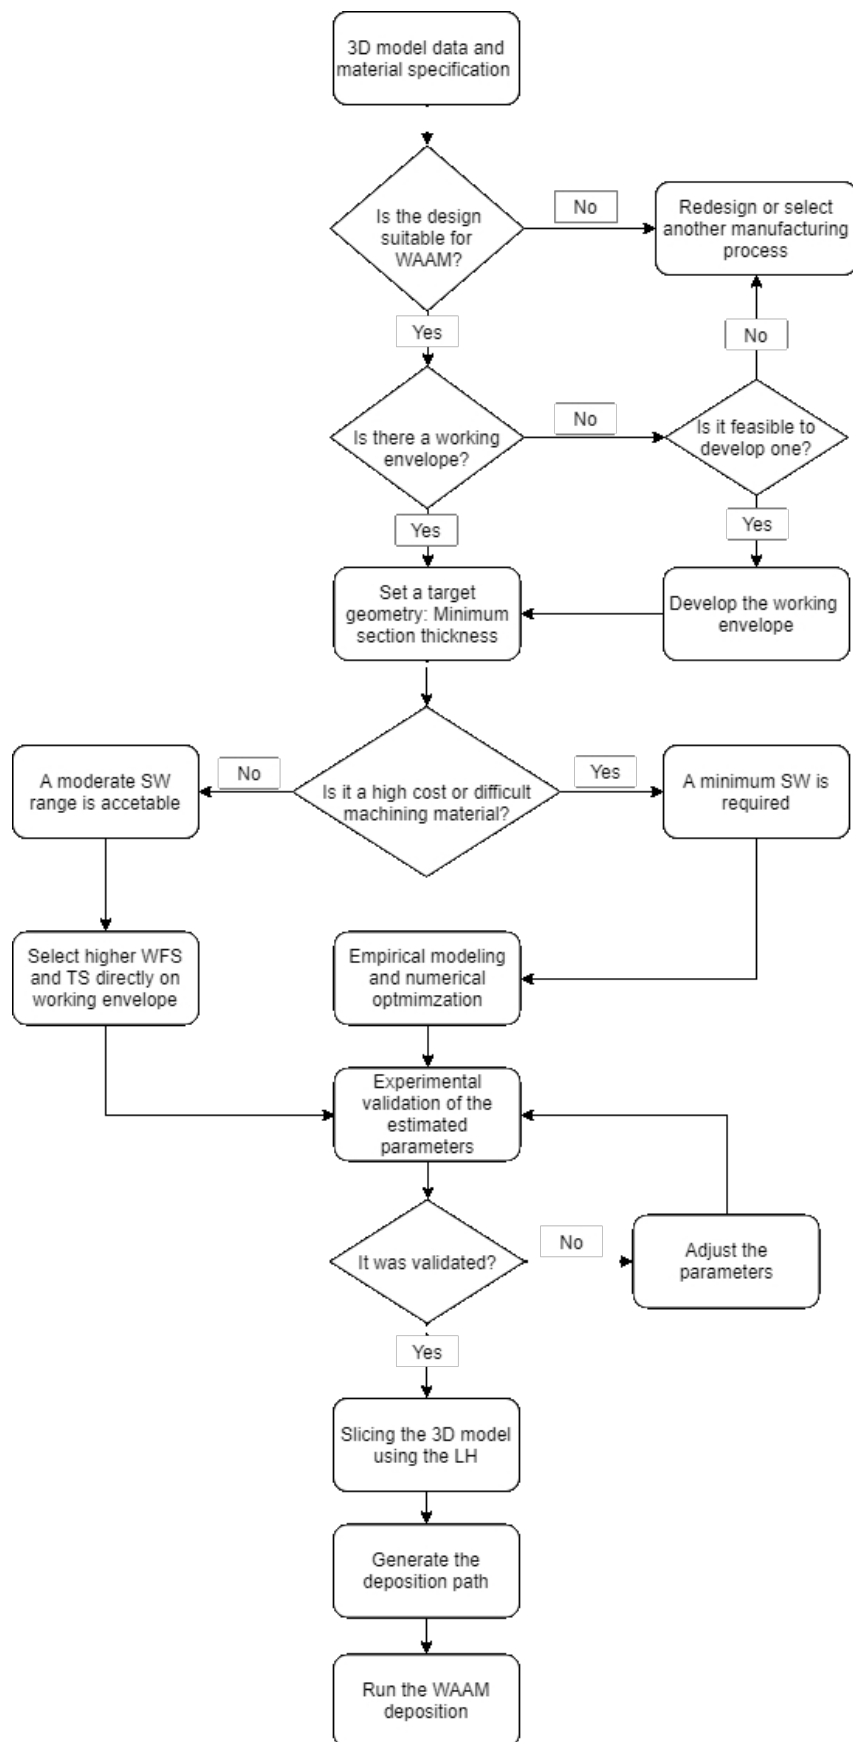 3D model data and
material specification
Is the design
suitable for
WAAM?
No
Redesign or select
another manufacturing
process
Yes
No
Is there a working
envelope?
No
Is it feasible to
develop one?
Yes
Yes
Set a target
geometry: Minimum
section thickness
Develop the working
envelope
A moderate SW
range is accetable
No
Is it a high cost or difficult
machining material?
Yes
A minimum SW is
required
Select higher WFS
and TS directly on
working envelope
Empirical modeling
and numerical
optmimzation
Experimental
validation of the
estimated
parameters
It was validated?
No
Adjust the
parameters
Yes
Slicing the 3D model
using the LH
Generate the
deposition path
Run the WAAM
deposition